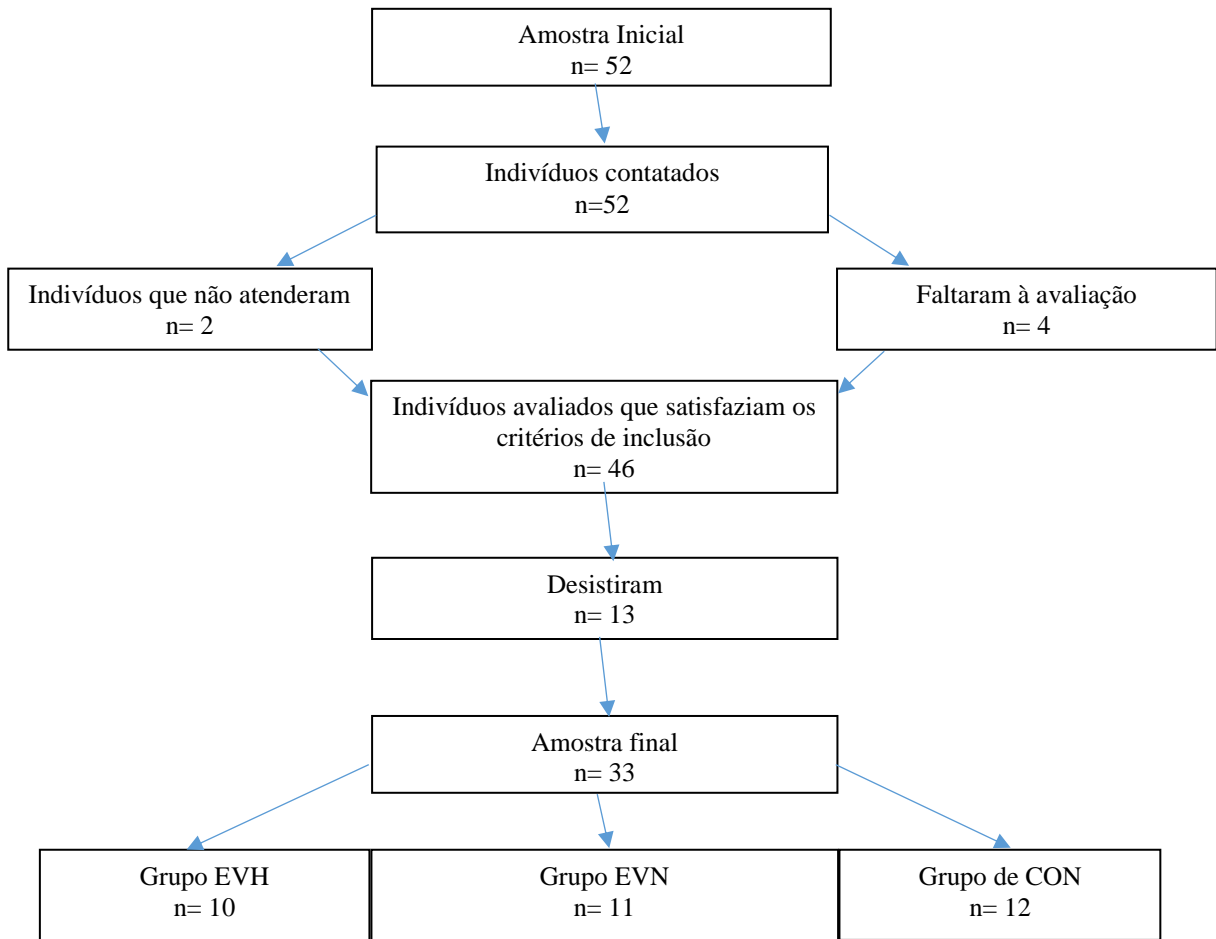 Amostra Inicial
n= 52
Indivíduos contatados
n=52
Indivíduos que não atenderam
n= 2
Faltaram à avaliação
n= 4
Indivíduos avaliados que satisfaziam os
critérios de inclusão
n= 46
Desistiram
n= 13
Amostra final
n= 33
Grupo EVH
n= 10
Grupo EVN
n= 11
Grupo de CON
n= 12